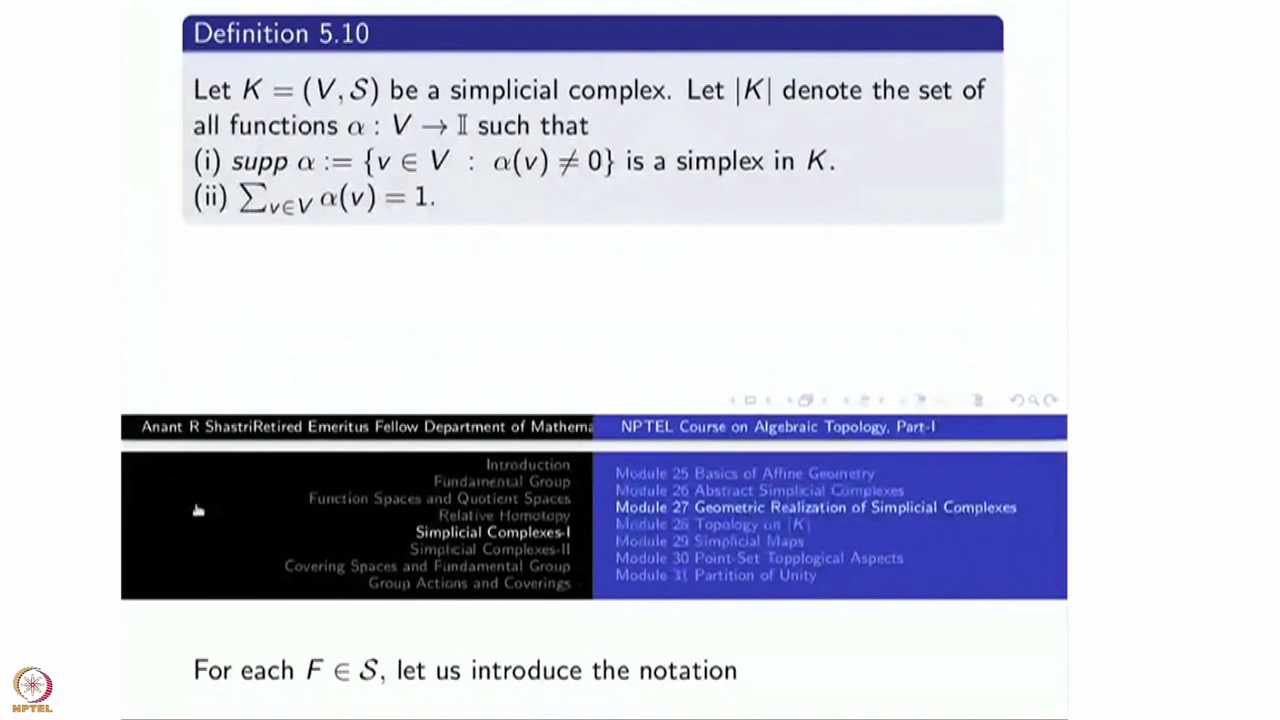 Definition 5.10
Let K = (V, S) be a simplicial complex. Let |K| denote the set of
all functions α : V → 𝕀 such that
(i) supp α := {v ∈ V : α(v) ≠ 0} is a simplex in K.
(ii) ∑_{v∈V} α(v) = 1.
Anant R ShastriRetired Emeritus Fellow Department of Mathema
NPTEL Course on Algebraic Topology, Part-I
Introduction
Fundamental Group
Function Spaces and Quotient Spaces
Relative Homotopy
Simplicial Complexes-I
Simplicial Complexes-II
Covering Spaces and Fundamental Group
Group Actions and Coverings
Module 25 Basics of Affine Geometry
Module 26 Abstract Simplicial Complexes
Module 27 Geometric Realization of Simplicial Complexes
Module 28 Topology on |K|
Module 29 Simplicial Maps
Module 30 Point-Set Topplogical Aspects
Module 31 Partition of Unity
For each F ∈ S, let us introduce the notation
NPTEL